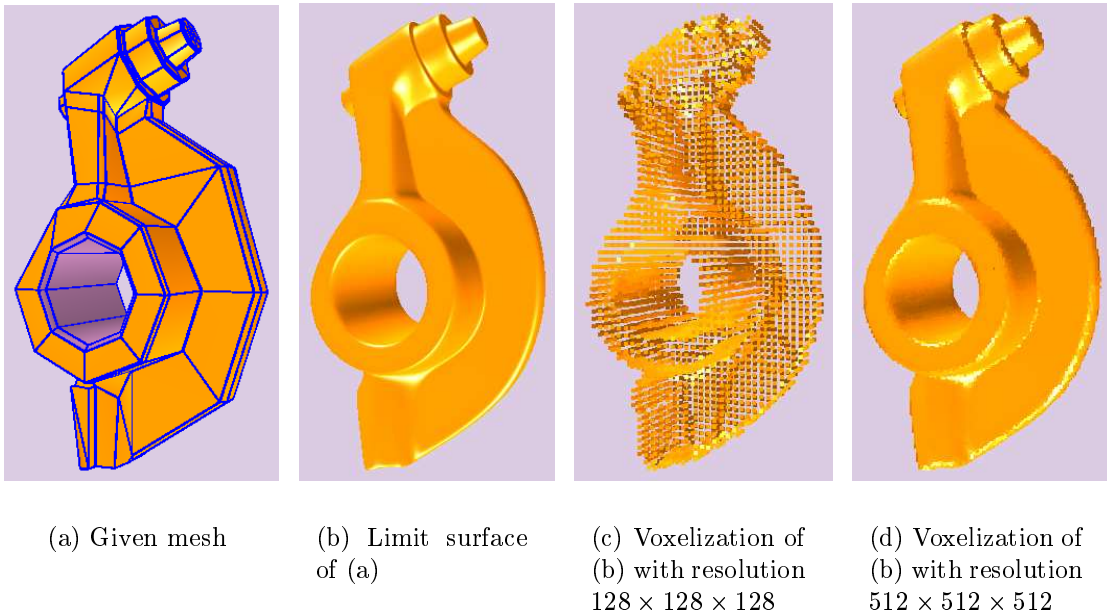 (a) Given mesh
(b) Limit surface
of (a)
(c) Voxelization of
(b) with resolution
128 × 128 × 128
(d) Voxelization of
(b) with resolution
512 × 512 × 512